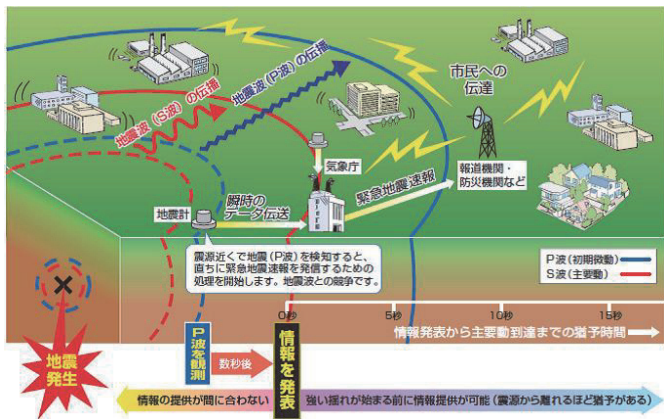 地震波（S波）の伝播
地震波（P波）の伝播
市民への
伝達
気象庁
緊急地震速報
報道機関・
防災機関など
地震計
瞬時の
データ伝送
震源近くで地震（P波）を検知すると、
直ちに緊急地震速報を発信するための
処理を開始します。地震波との競争です。
P波（初期微動）
S波（主要動）
0秒
5秒
10秒
15秒
情報発表から主要動到達までの猶予時間
地震
発生
P波を観測
数秒後
情報を発表
情報の提供が間に合わない
強い揺れが始まる前に情報提供が可能（震源から離れるほど猶予がある）